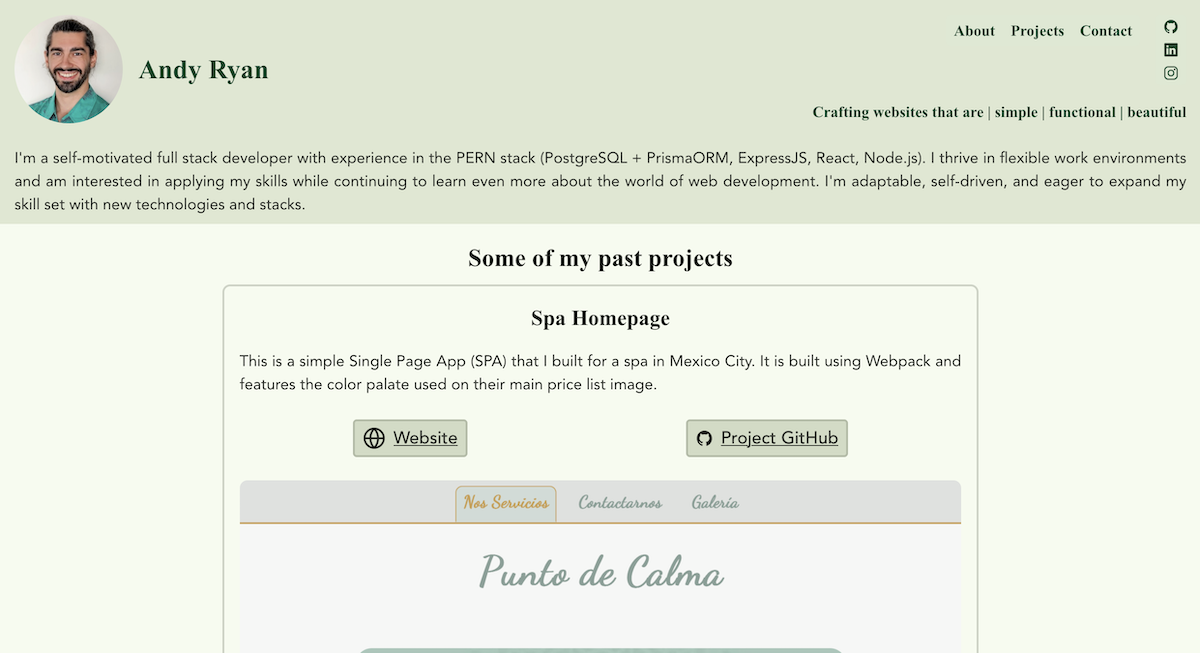 Andy Ryan
About Projects Contact
Crafting websites that are | simple | functional | beautiful
I'm a self-motivated full stack developer with experience in the PERN stack (PostgreSQL + PrismaORM, ExpressJS, React, Node.js). I thrive in flexible work environments
and am interested in applying my skills while continuing to learn even more about the world of web development. I'm adaptable, self-driven, and eager to expand my
skill set with new technologies and stacks.
Some of my past projects
Spa Homepage
This is a simple Single Page App (SPA) that I built for a spa in Mexico City. It is built using Webpack and
features the color palate used on their main price list image.
Website
Project GitHub
Nos Servicios Contactarnos Galería
Punto de Calma